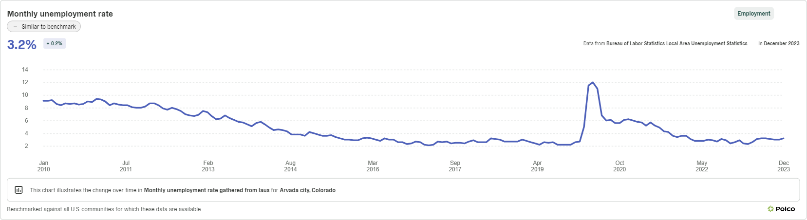 Monthly unemployment rate
Employment
— Similar to benchmark
3.2%
+ 0.2%
Data from Bureau of Labor Statistics Local Area Unemployment Statistics
in December 2023
14
12
10
8
6
4
2
Jan 2010
Jul 2011
Feb 2013
Aug 2014
Mar 2016
Sep 2017
Apr 2019
Oct 2020
May 2022
Dec 2023
This chart illustrates the change over time in Monthly unemployment rate gathered from laus for Arvada city, Colorado
Benchmarked against all U.S. communities for which these data are available
Polco